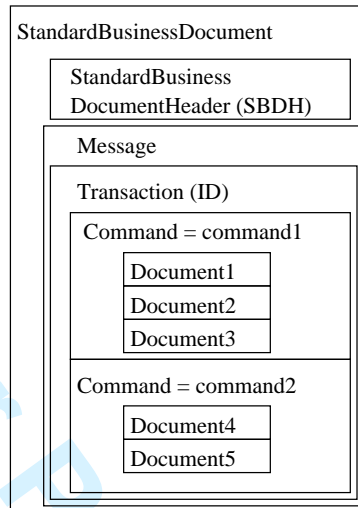 StandardBusinessDocument
StandardBusiness
DocumentHeader (SBDH)
Message
Transaction (ID)
Command = command1
Document1
Document2
Document3
Command = command2
Document4
Document5